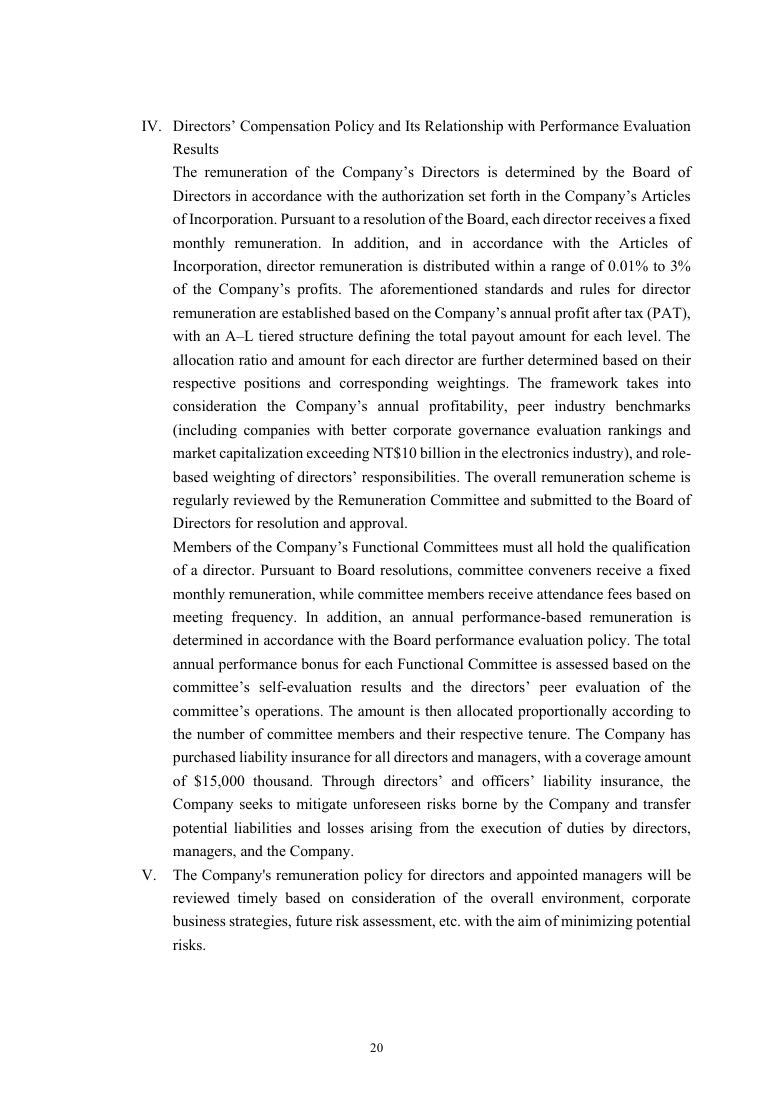 IV. Directors’ Compensation Policy and Its Relationship with Performance Evaluation
Results
The remuneration of the Company’s Directors is determined by the Board of
Directors in accordance with the authorization set forth in the Company’s Articles
of Incorporation. Pursuant to a resolution of the Board, each director receives a fixed
monthly remuneration. In addition, and in accordance with the Articles of
Incorporation, director remuneration is distributed within a range of 0.01% to 3%
of the Company’s profits. The aforementioned standards and rules for director
remuneration are established based on the Company’s annual profit after tax (PAT),
with an A–L tiered structure defining the total payout amount for each level. The
allocation ratio and amount for each director are further determined based on their
respective positions and corresponding weightings. The framework takes into
consideration the Company’s annual profitability, peer industry benchmarks
(including companies with better corporate governance evaluation rankings and
market capitalization exceeding NT$10 billion in the electronics industry), and role-
based weighting of directors’ responsibilities. The overall remuneration scheme is
regularly reviewed by the Remuneration Committee and submitted to the Board of
Directors for resolution and approval.
Members of the Company’s Functional Committees must all hold the qualification
of a director. Pursuant to Board resolutions, committee conveners receive a fixed
monthly remuneration, while committee members receive attendance fees based on
meeting frequency. In addition, an annual performance-based remuneration is
determined in accordance with the Board performance evaluation policy. The total
annual performance bonus for each Functional Committee is assessed based on the
committee’s self-evaluation results and the directors’ peer evaluation of the
committee’s operations. The amount is then allocated proportionally according to
the number of committee members and their respective tenure. The Company has
purchased liability insurance for all directors and managers, with a coverage amount
of $15,000 thousand. Through directors’ and officers’ liability insurance, the
Company seeks to mitigate unforeseen risks borne by the Company and transfer
potential liabilities and losses arising from the execution of duties by directors,
managers, and the Company.
V. The Company's remuneration policy for directors and appointed managers will be
reviewed timely based on consideration of the overall environment, corporate
business strategies, future risk assessment, etc. with the aim of minimizing potential
risks.
20